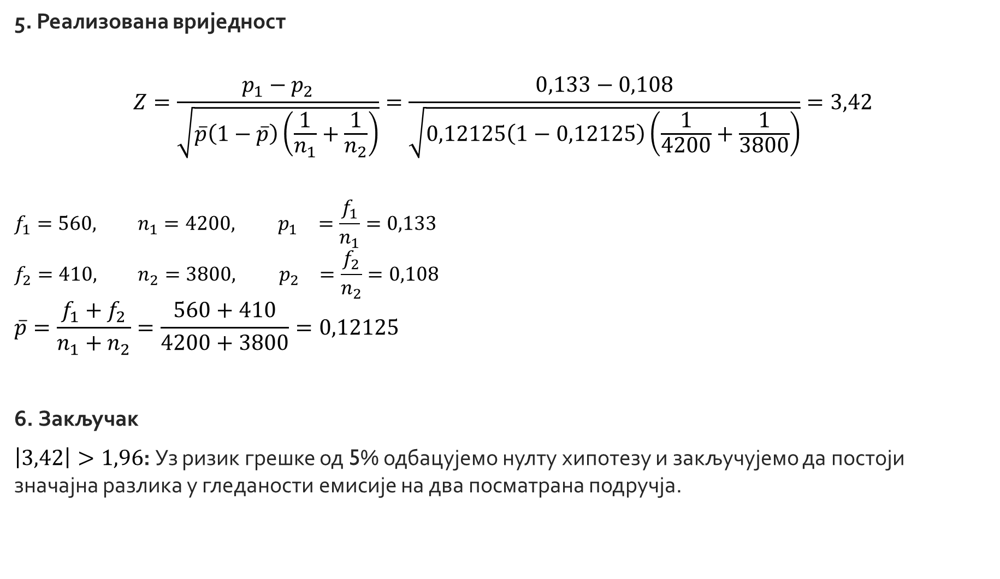 5. Реализована вриједност
Z = \frac{p_1 - p_2}{\sqrt{\bar{p}(1 - \bar{p})\left(\frac{1}{n_1} + \frac{1}{n_2}\right)}} = \frac{0,133 - 0,108}{\sqrt{0,12125(1 - 0,12125)\left(\frac{1}{4200} + \frac{1}{3800}\right)}} = 3,42
f_1 = 560, n_1 = 4200, p_1 = \frac{f_1}{n_1} = 0,133
f_2 = 410, n_2 = 3800, p_2 = \frac{f_2}{n_2} = 0,108
\bar{p} = \frac{f_1 + f_2}{n_1 + n_2} = \frac{560 + 410}{4200 + 3800} = 0,12125
6. Закључак
|3,42| > 1,96: Уз ризик грешке од 5% одбацујемо нулту хипотезу и закључујемо да постоји
значајна разлика у гледаности емисије на два посматрана подручја.